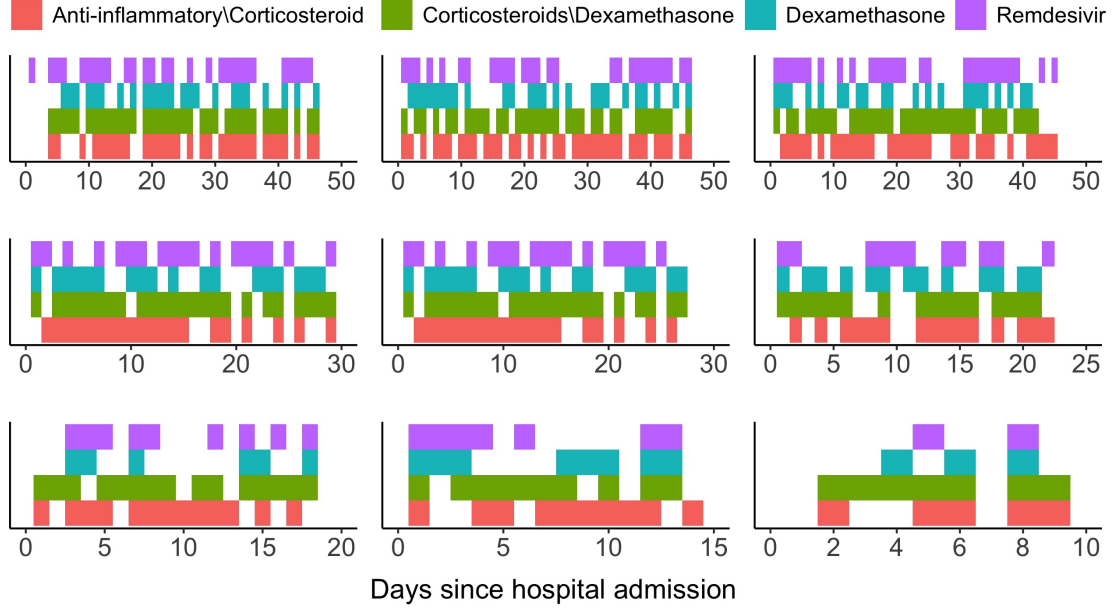 Anti-inflammatory\Corticosteroid Corticosteroids\Dexamethasone Dexamethasone Remdesivir
0 10 20 30 40 50 0 10 20 30 40 50 0 10 20 30 40 50
0 10 20 30 0 10 20 30 0 5 10 15 20 25
0 5 10 15 20 0 5 10 15 0 2 4 6 8 10
Days since hospital admission